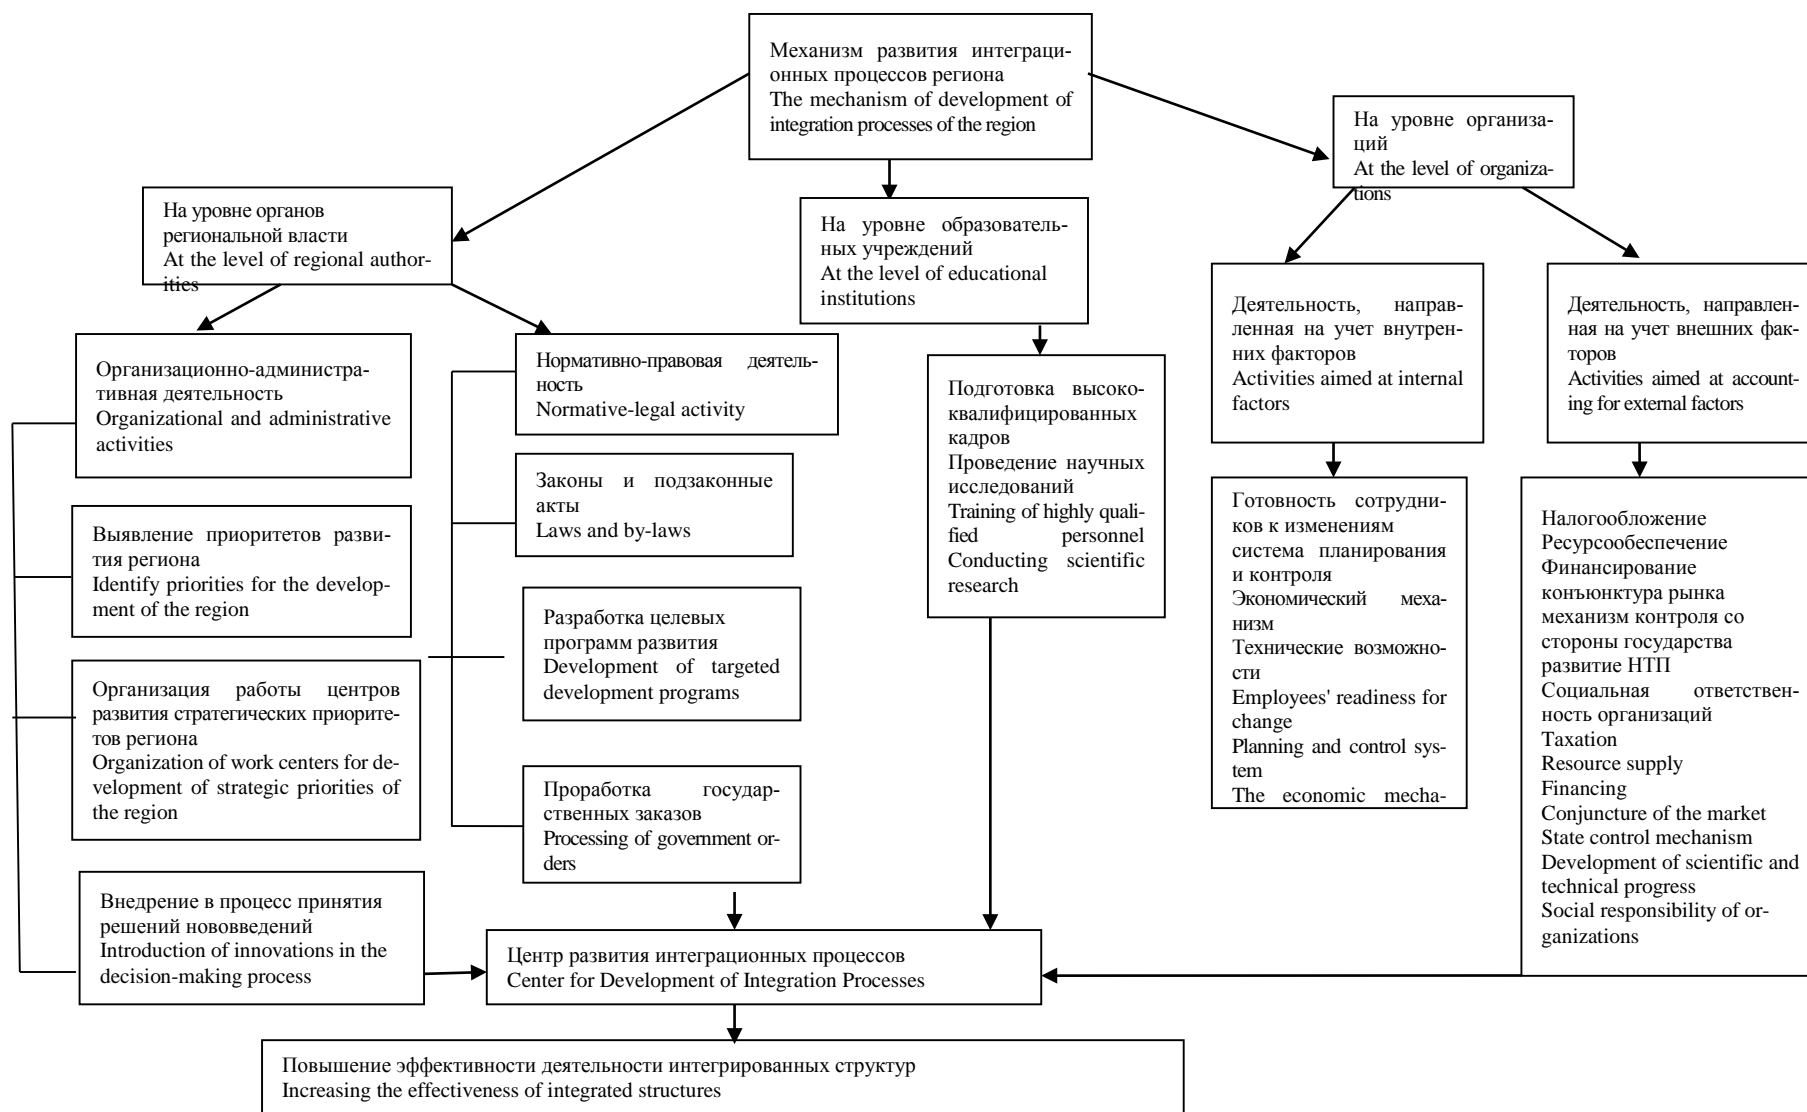 Механизм развития интеграци-
онных процессов региона
The mechanism of development of
integration processes of the region
На уровне организа-
ций
At the level of organiza-
tions
На уровне органов
региональной власти
At the level of regional author-
ities
На уровне образователь-
ных учреждений
At the level of educational
institutions
Организационно-администра-
тивная деятельность
Organizational and administrative
activities
Нормативно-правовая деятель-
ность
Normative-legal activity
Подготовка высоко-
квалифицированных
кадров
Проведение научных
исследований
Training of highly quali-
fied personnel
Conducting scientific
research
Деятельность, направ-
ленная на учет внутрен-
них факторов
Activities aimed at internal
factors
Деятельность, направлен-
ная на учет внешних фак-
торов
Activities aimed at account-
ing for external factors
Законы и подзаконные
акты
Laws and by-laws
Выявление приоритетов разви-
тия региона
Identify priorities for the develop-
ment of the region
Готовность сотрудни-
ков к изменениям
система планирования
и контроля
Экономический меха-
низм
Технические возможно-
сти
Employees' readiness for
change
Planning and control sys-
tem
The economic mecha-
Налогообложение
Ресурсообеспечение
Финансирование
конъюнктура рынка
механизм контроля со
стороны государства
развитие НТП
Социальная ответствен-
ность организаций
Taxation
Resource supply
Financing
Conjuncture of the market
State control mechanism
Development of scientific and
technical progress
Social responsibility of or-
ganizations
Разработка целевых
программ развития
Development of targeted
development programs
Организация работы центров
развития стратегических приорите-
тов региона
Organization of work centers for de-
velopment of strategic priorities of
the region
Проработка государ-
ственных заказов
Processing of government or-
ders
Внедрение в процесс принятия
решений нововведений
Introduction of innovations in the
decision-making process
Центр развития интеграционных процессов
Center for Development of Integration Processes
Повышение эффективности деятельности интегрированных структур
Increasing the effectiveness of integrated structures